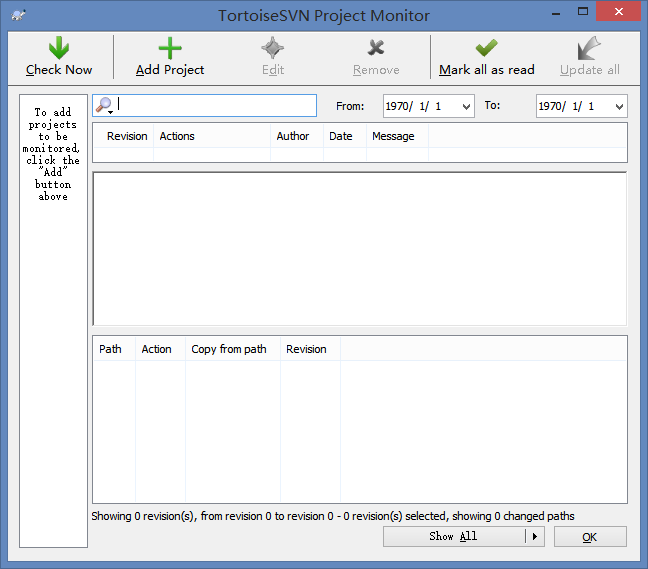 TortoiseSVN Project Monitor
Check Now
Add Project
Edit
Remove
Mark all as read
Update all
To add
projects
to be
monitored,
click the
"Add"
button
above
From: 1970/ 1/ 1 To: 1970/ 1/ 1
Revision Actions Author Date Message
Path Action Copy from path Revision
Showing 0 revision(s), from revision 0 to revision 0 - 0 revision(s) selected, showing 0 changed paths
Show All OK